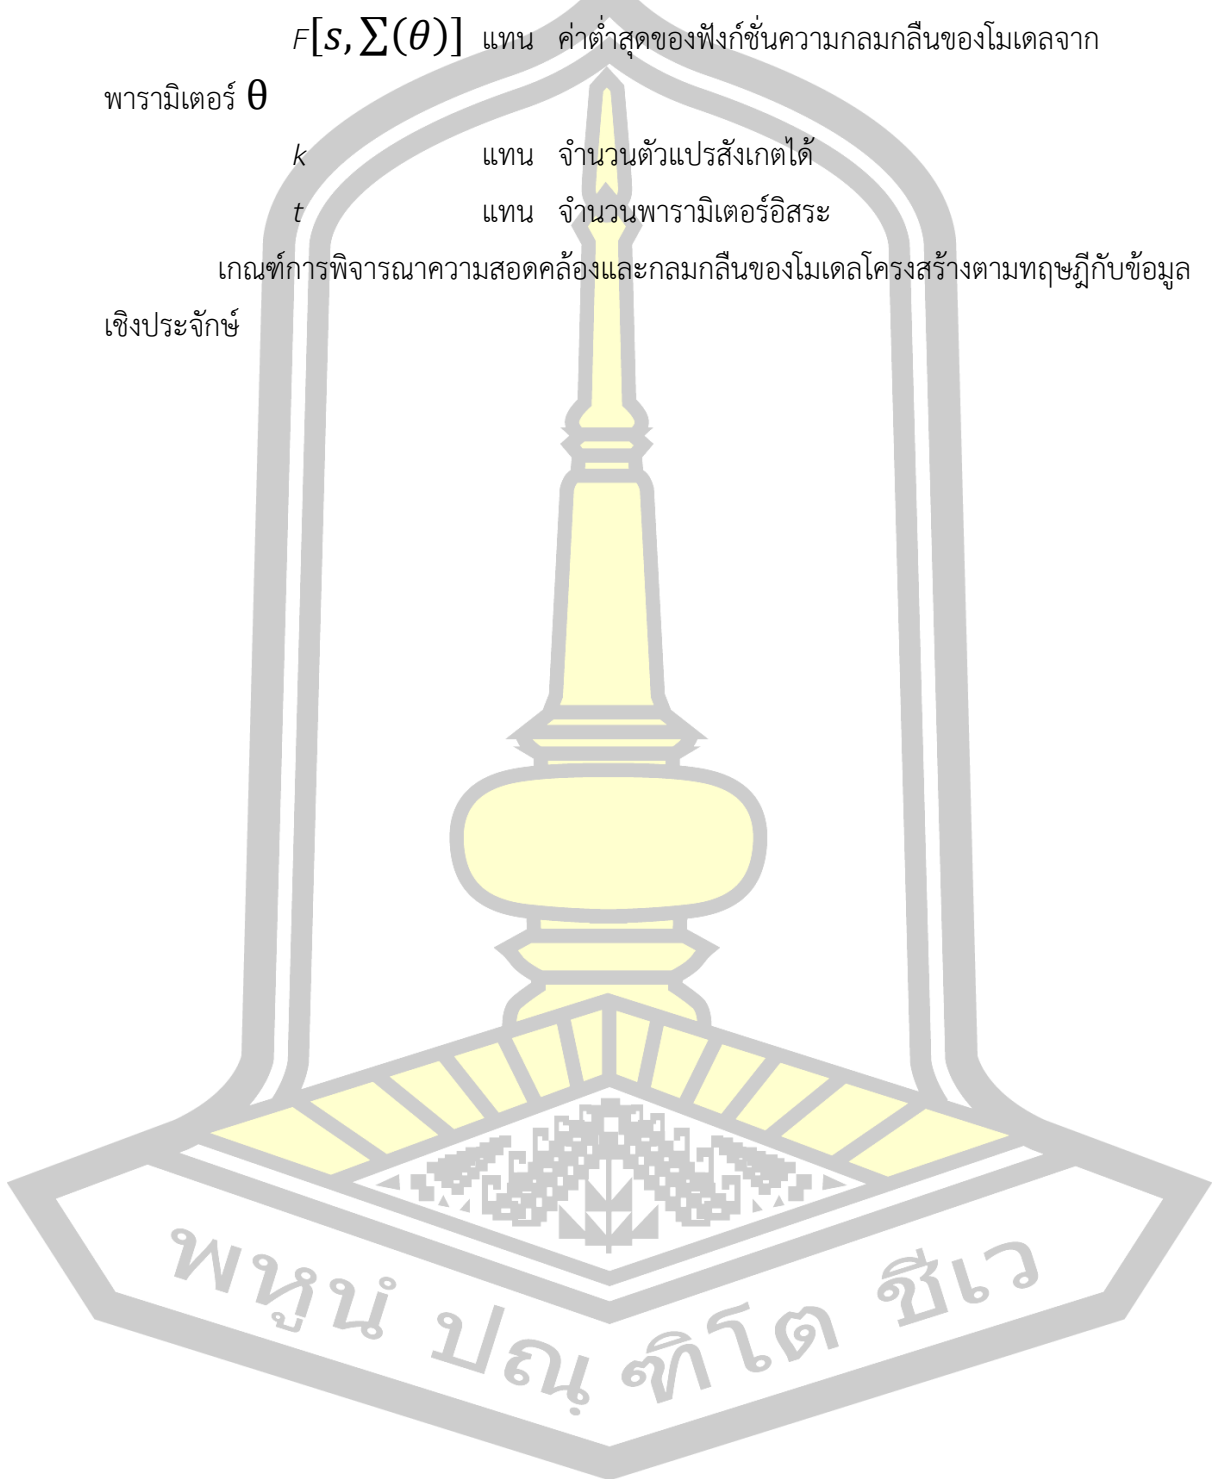 F[s, ∑(θ)] แทน ค่าต่ำสุดของฟังก์ชั่นความกลมกลืนของโมเดลจาก
พารามิเตอร์ θ
k แทน จำนวนตัวแปรสังเกตได้
t แทน จำนวนพารามิเตอร์อิสระ
เกณฑ์การพิจารณาความสอดคล้องและกลมกลืนของโมเดลโครงสร้างตามทฤษฎีกับข้อมูล
เชิงประจักษ์
พหูนํ ปณฺ ฑิโต ชีเว